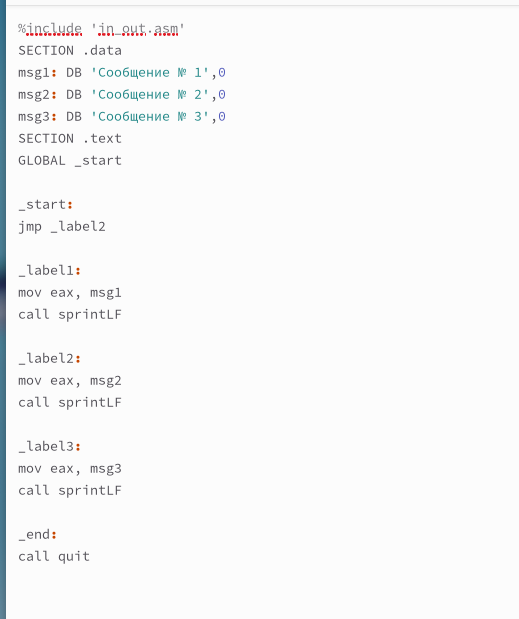 %include 'in_out.asm'
SECTION .data
msg1: DB 'Сообщение № 1',0
msg2: DB 'Сообщение № 2',0
msg3: DB 'Сообщение № 3',0
SECTION .text
GLOBAL _start
_start:
jmp _label2
_label1:
mov eax, msg1
call sprintLF
_label2:
mov eax, msg2
call sprintLF
_label3:
mov eax, msg3
call sprintLF
_end:
call quit